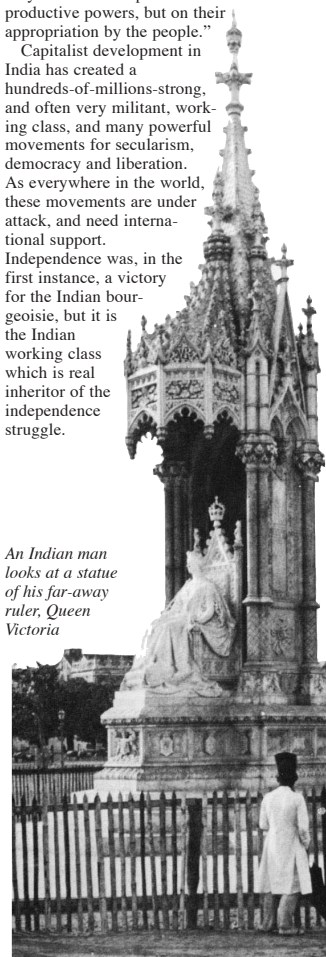 productive powers, but on their
appropriation by the people.”
Capitalist development in
India has created a
hundreds-of-millions-strong,
and often very militant, work-
ing class, and many powerful
movements for secularism,
democracy and liberation.
As everywhere in the world,
these movements are under
attack, and need interna-
tional support.
Independence was, in the
first instance, a victory
for the Indian bour-
geoisie, but it is
the Indian
working class
which is real
inheritor of the
independence
struggle.
An Indian man
looks at a statue
of his far-away
ruler, Queen
Victoria